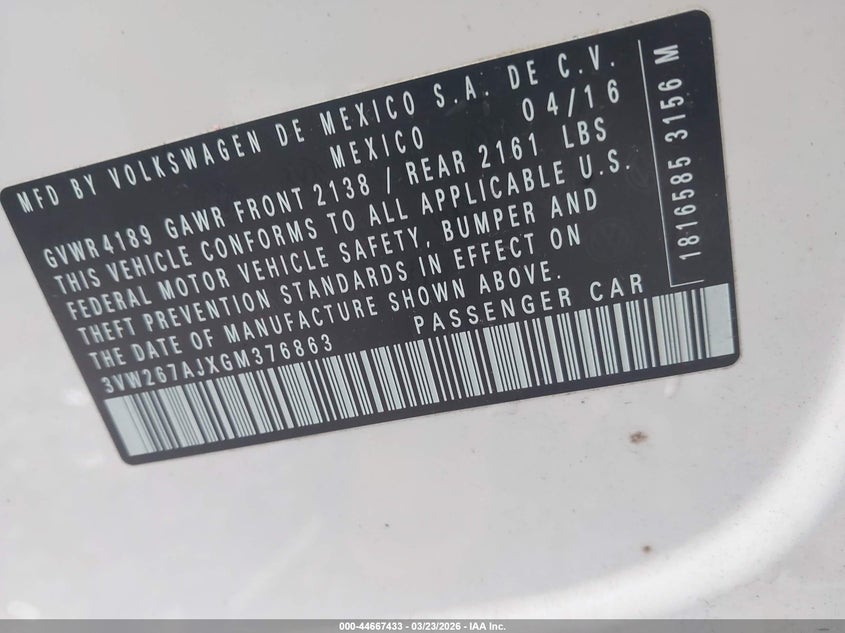 MFD BY VOLKSWAGEN DE MEXICO S.A. DE C.V.
MEXICO 04/16
GVWR4189 GAWR FRONT 2138 / REAR 2161 LBS
THIS VEHICLE CONFORMS TO ALL APPLICABLE U.S.
FEDERAL MOTOR VEHICLE SAFETY, BUMPER AND
THEFT PREVENTION STANDARDS IN EFFECT ON
THE DATE OF MANUFACTURE SHOWN ABOVE.
3VW267AJXGM376863 PASSENGER CAR
1816585 3156 M
000-44667433 - 03/23/2026 - IAA Inc.